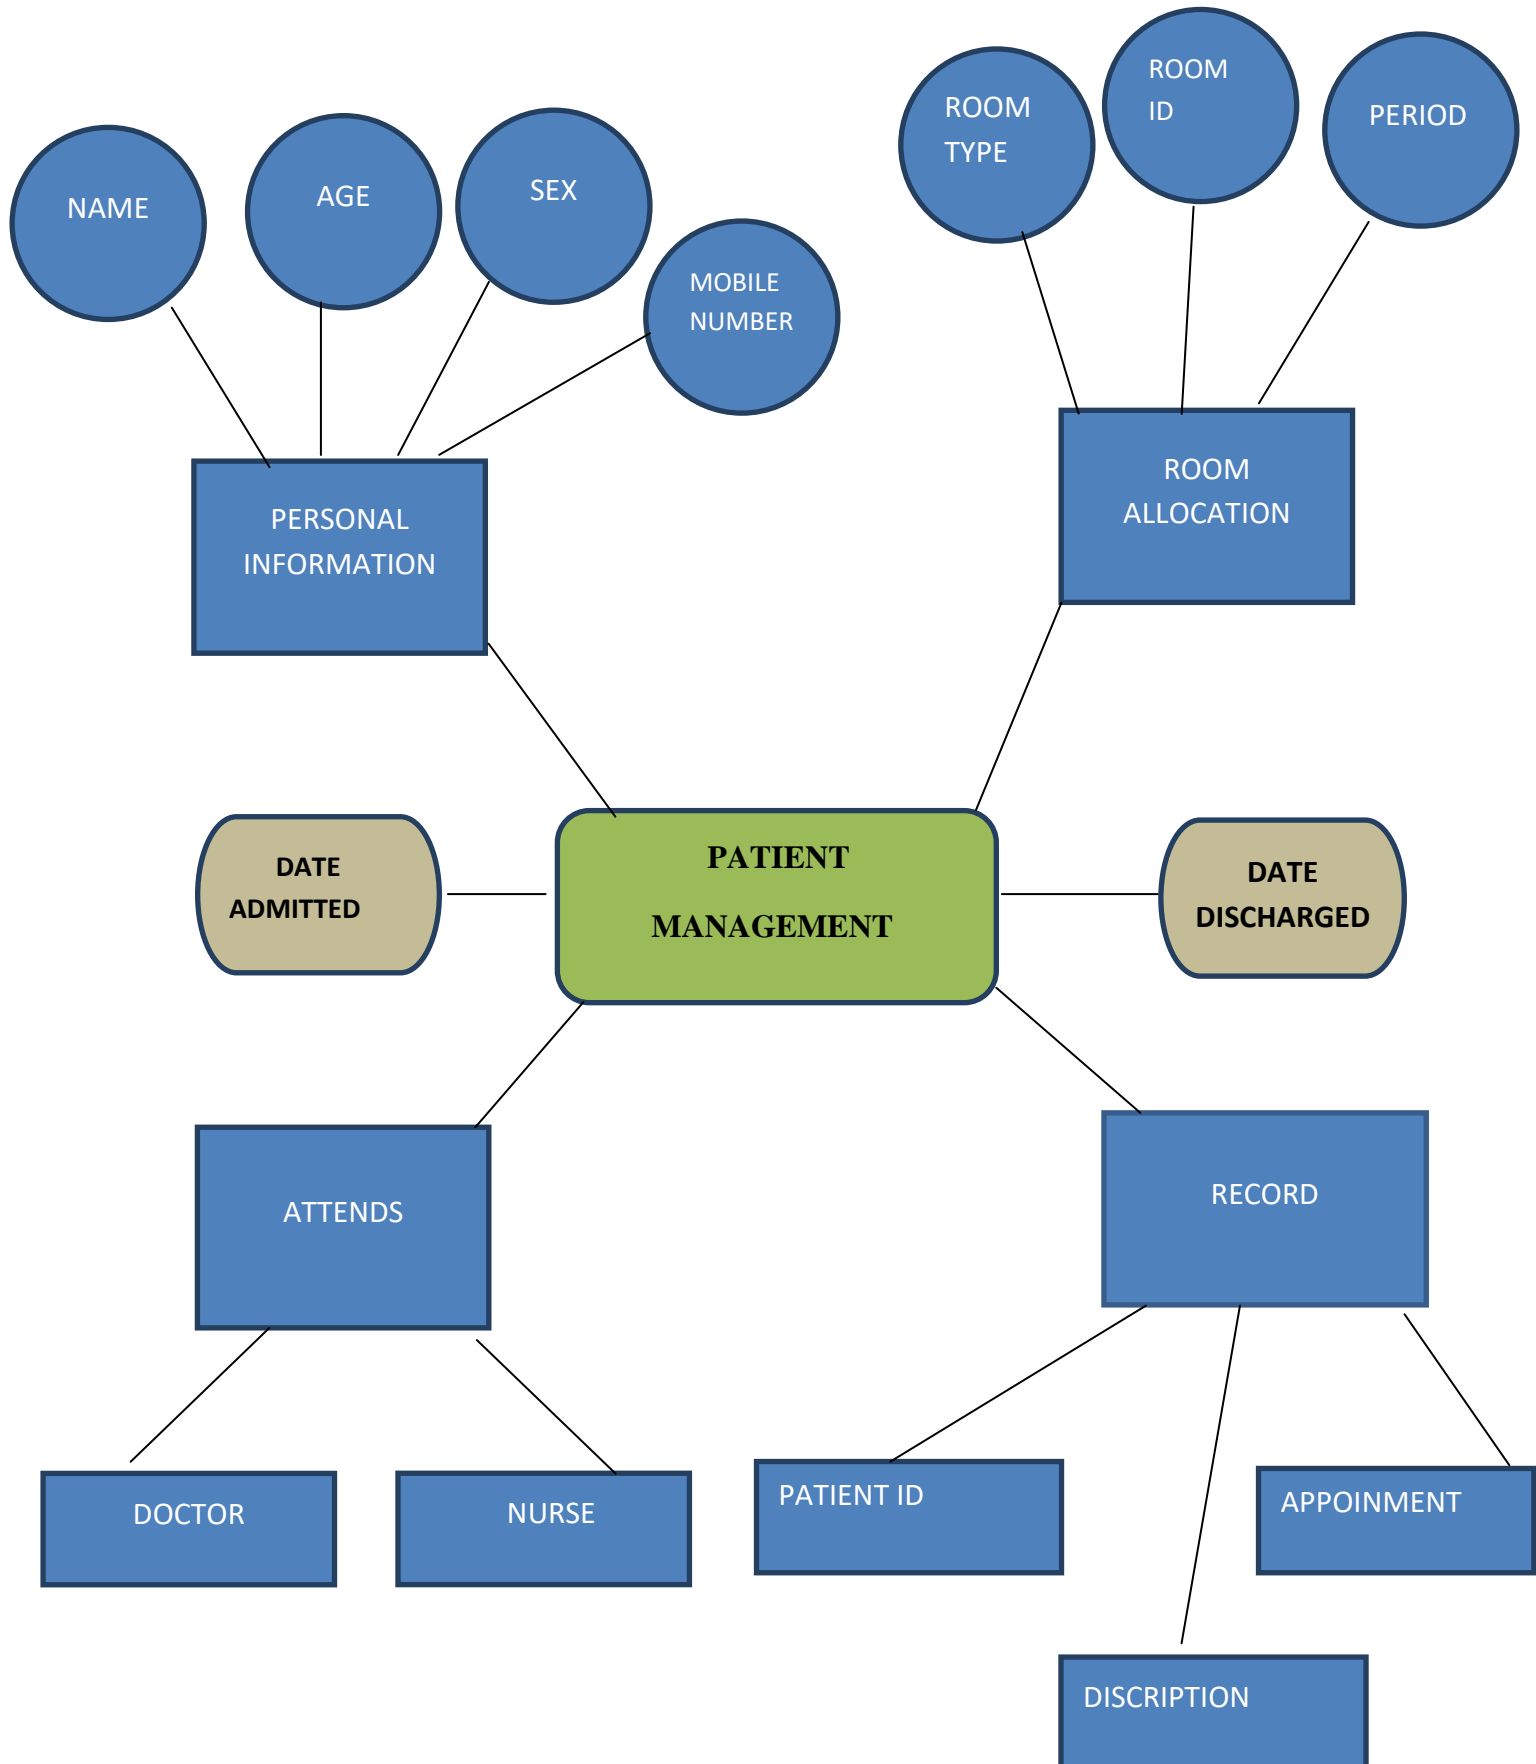 NAME
AGE
SEX
MOBILE
NUMBER
ROOM
TYPE
ROOM
ID
PERIOD
PERSONAL
INFORMATION
ROOM
ALLOCATION
DATE
ADMITTED
PATIENT
MANAGEMENT
DATE
DISCHARGED
ATTENDS
RECORD
DOCTOR
NURSE
PATIENT ID
APPOINMENT
DISCRIPTION